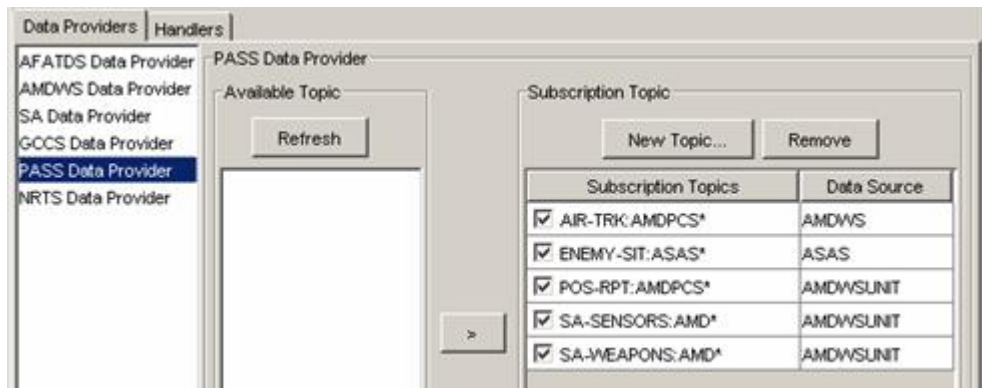 Data Providers Handlers
AFATDS Data Provider
AMDWS Data Provider
SA Data Provider
GCCS Data Provider
PASS Data Provider
NRTS Data Provider
PASS Data Provider
Available Topic
Refresh
>
Subscription Topic
New Topic... Remove
Subscription Topics Data Source
AIR-TRK:AMDPCS* AMDWS
ENEMY-SIT:ASAS* ASAS
POS-RPT:AMDPCS* AMDWSUNIT
SA-SENSORS:AMD* AMDWSUNIT
SA-WEAPONS:AMD* AMDWSUNIT